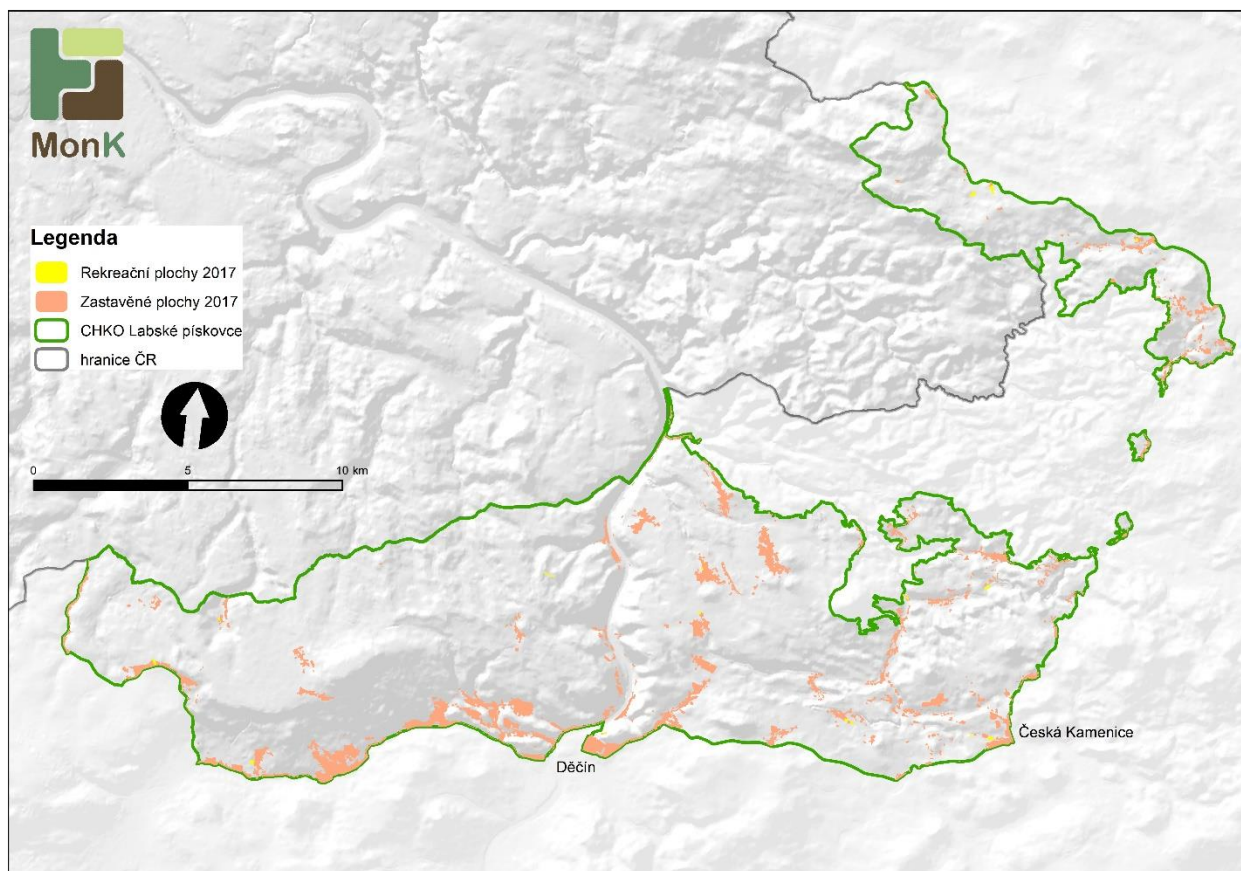 MonK
Legenda
Rekreační plochy 2017
Zastavěné plochy 2017
CHKO Labské pískovce
hranice ČR
0 5 10 km
Česká Kamenice
Děčín